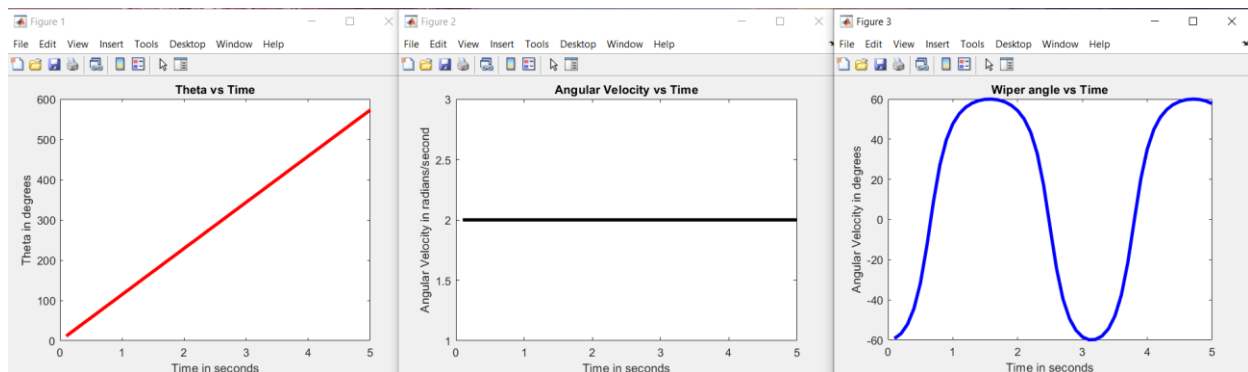 Figure 1
File Edit View Insert Tools Desktop Window Help
Theta vs Time
600
500
400
300
200
100
0
Theta in degrees
0 1 2 3 4 5
Time in seconds
Figure 2
File Edit View Insert Tools Desktop Window Help
Angular Velocity vs Time
3
2.5
2
1.5
1
Angular Velocity in radians/second
0 1 2 3 4 5
Time in seconds
Figure 3
File Edit View Insert Tools Desktop Window Help
Wiper angle vs Time
60
40
20
0
-20
-40
-60
Angular Velocity in degrees
0 1 2 3 4 5
Time in seconds